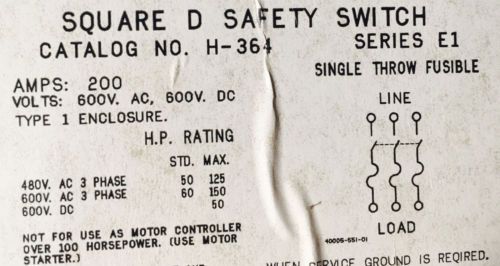 SQUARE D SAFETY SWITCH
CATALOG NO. H-364 SERIES E1
SINGLE THROW FUSIBLE
AMPS: 200
VOLTS: 600V. AC, 600V. DC
TYPE 1 ENCLOSURE.
LINE
H.P. RATING
STD. MAX.
480V. AC 3 PHASE 50 125
600V. AC 3 PHASE 60 150
600V. DC 50
LOAD
NOT FOR USE AS MOTOR CONTROLLER
OVER 100 HORSEPOWER. (USE MOTOR
STARTER.)
40005-551-01
WHEN SERVICE GROUND IS REQIRED.